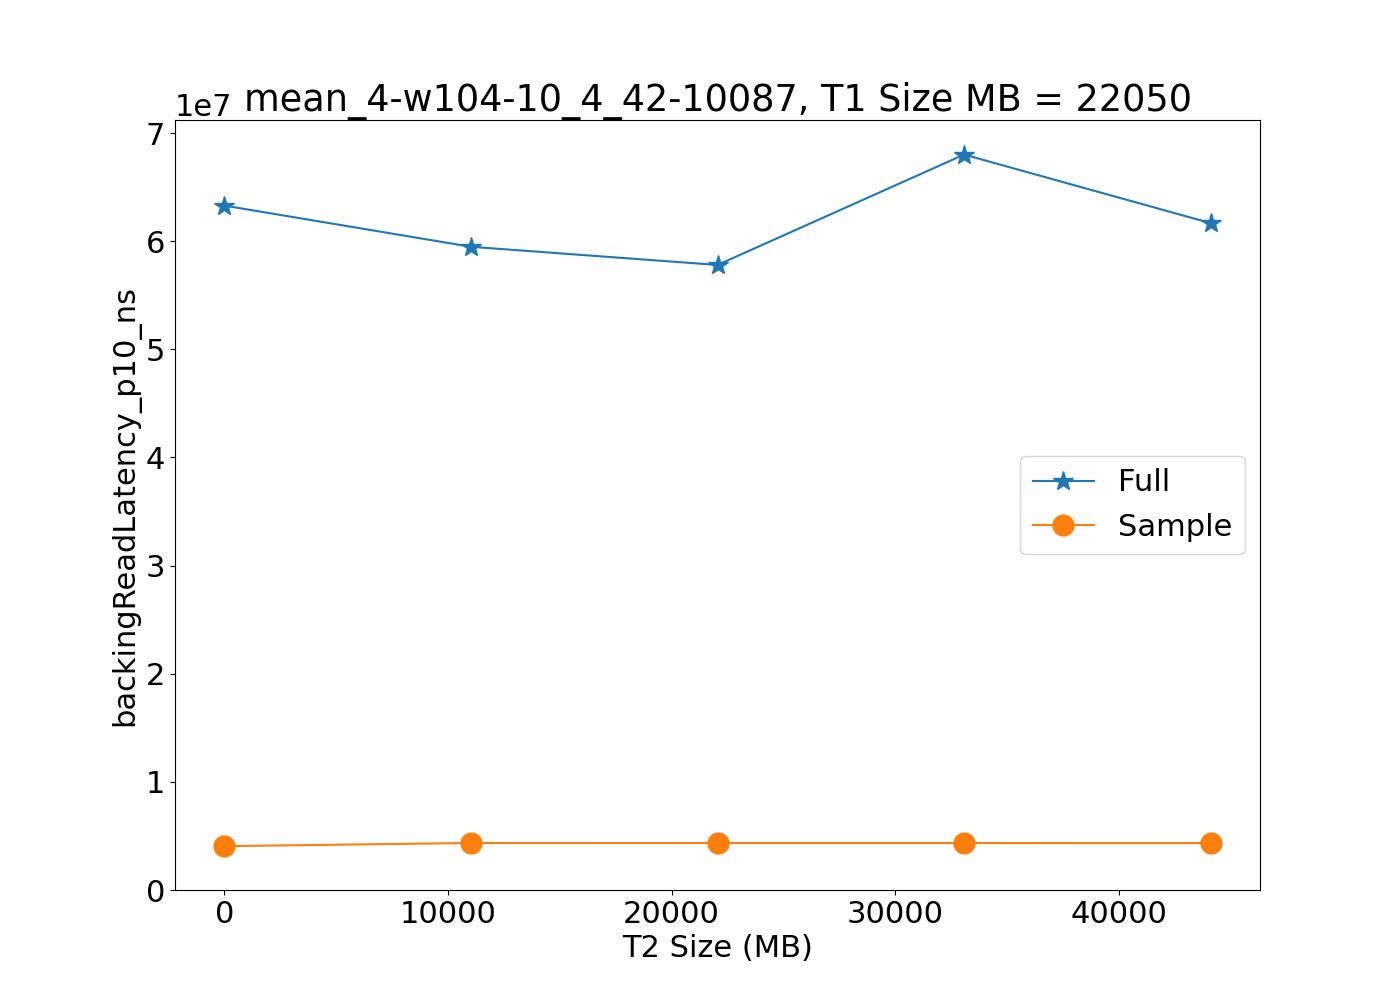 1e7
mean_4-w104-10_4_42-10087, T1 Size MB = 22050
7
6
5
4
3
2
1
0
backingReadLatency_p10_ns
Full
Sample
0 10000 20000 30000 40000
T2 Size (MB)